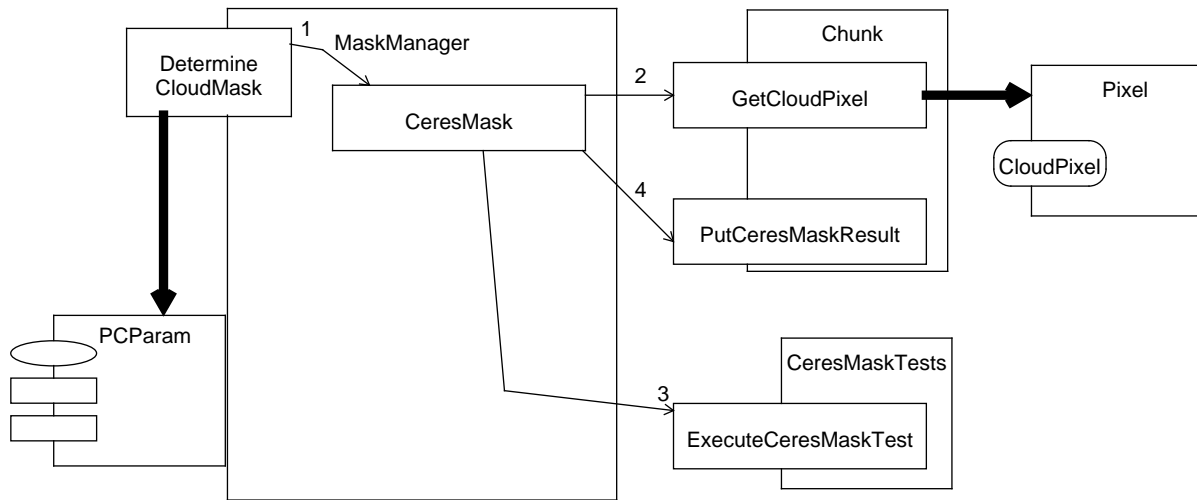 1
MaskManager
Determine
CloudMask
CeresMask
2
Chunk
GetCloudPixel
Pixel
CloudPixel
4
PutCeresMaskResult
PCParam
3
CeresMaskTests
ExecuteCeresMaskTest